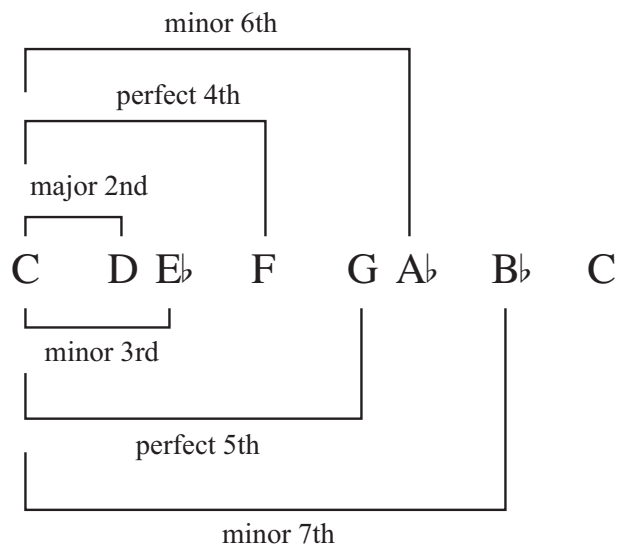 minor 6th
perfect 4th
major 2nd
C D E♭ F G A♭ B♭ C
minor 3rd
perfect 5th
minor 7th